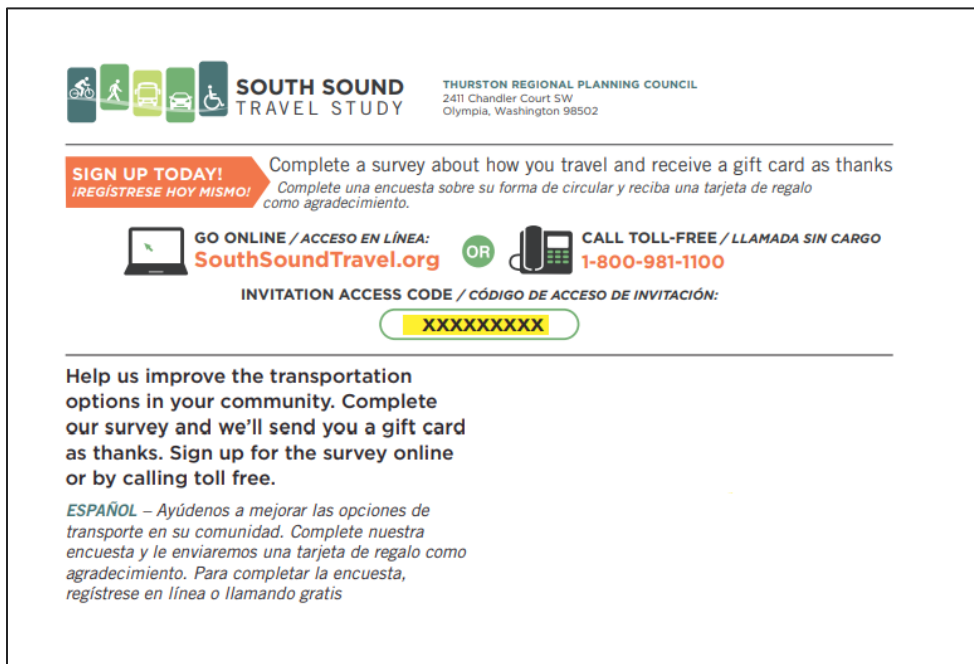 SOUTH SOUND
TRAVEL STUDY
THURSTON REGIONAL PLANNING COUNCIL
2411 Chandler Court SW
Olympia, Washington 98502
SIGN UP TODAY!
¡REGÍSTRESE HOY MISMO!
Complete a survey about how you travel and receive a gift card as thanks
Complete una encuesta sobre su forma de circular y reciba una tarjeta de regalo
como agradecimiento.
GO ONLINE / ACCESO EN LÍNEA:
SouthSoundTravel.org
OR
CALL TOLL-FREE / LLAMADA SIN CARGO
1-800-981-1100
INVITATION ACCESS CODE / CÓDIGO DE ACCESO DE INVITACIÓN:
XXXXXXXXX
Help us improve the transportation
options in your community. Complete
our survey and we'll send you a gift card
as thanks. Sign up for the survey online
or by calling toll free.
ESPAÑOL – Ayúdenos a mejorar las opciones de
transporte en su comunidad. Complete nuestra
encuesta y le enviaremos una tarjeta de regalo como
agradecimiento. Para completar la encuesta,
regístrese en línea o llamando gratis